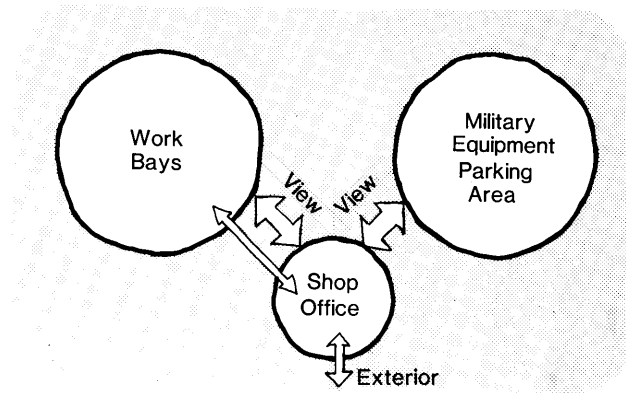 Work
Bays
Military
Equipment
Parking
Area
View
View
Shop
Office
Exterior